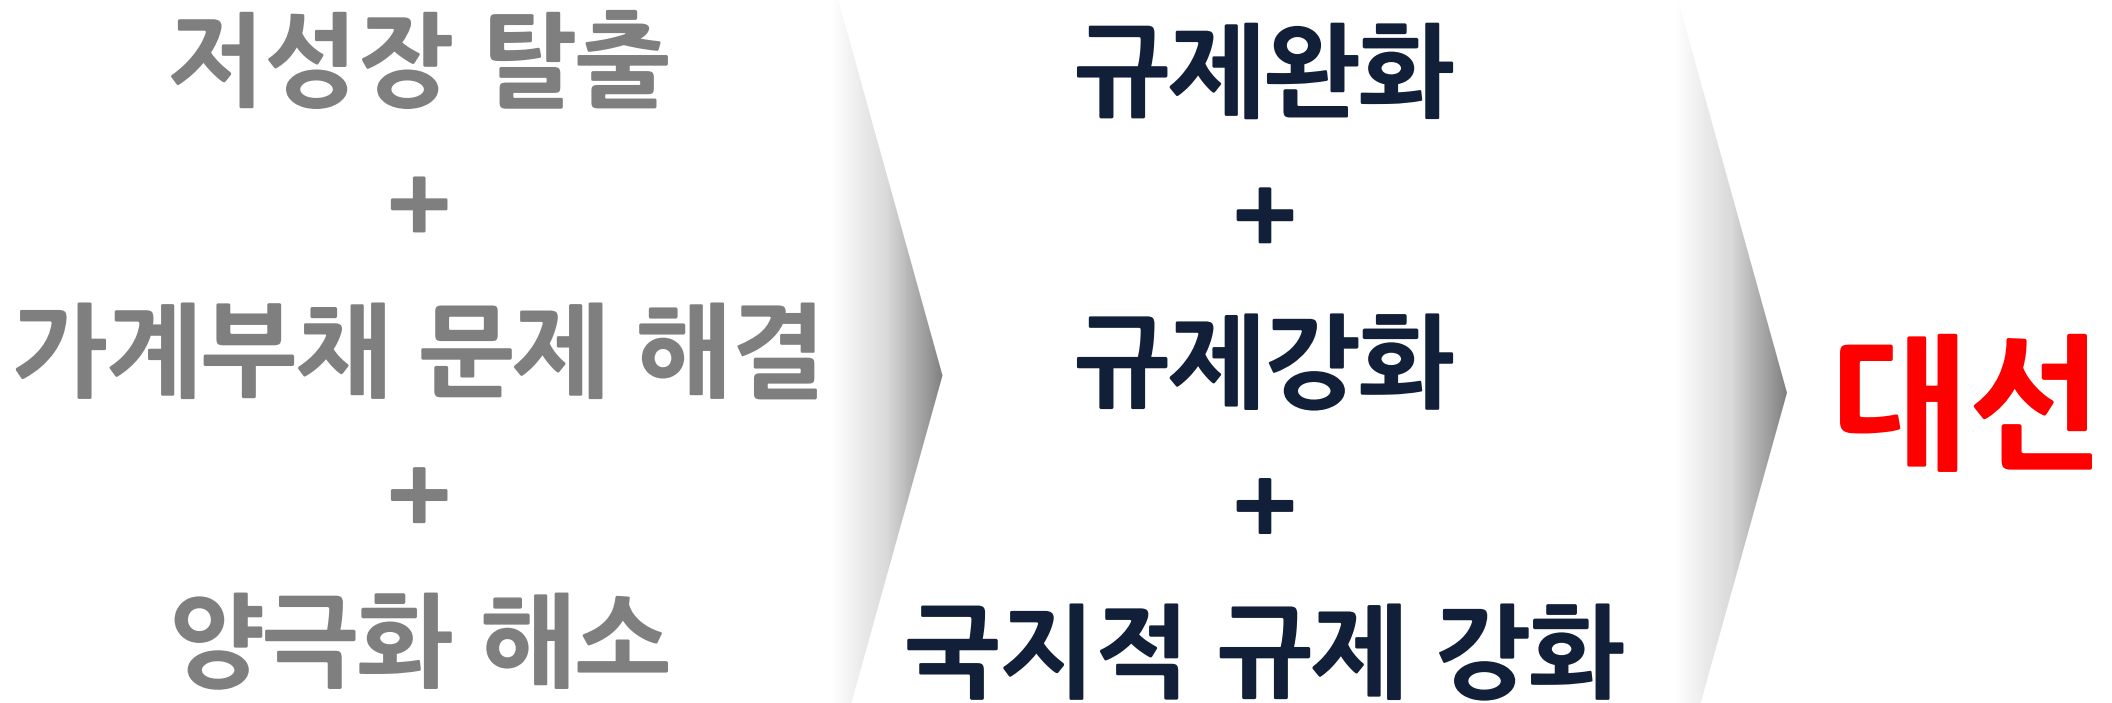 저성장 탈출
+
가계부채 문제 해결
+
양극화 해소
규제완화
+
규제강화
+
국지적 규제 강화
대선